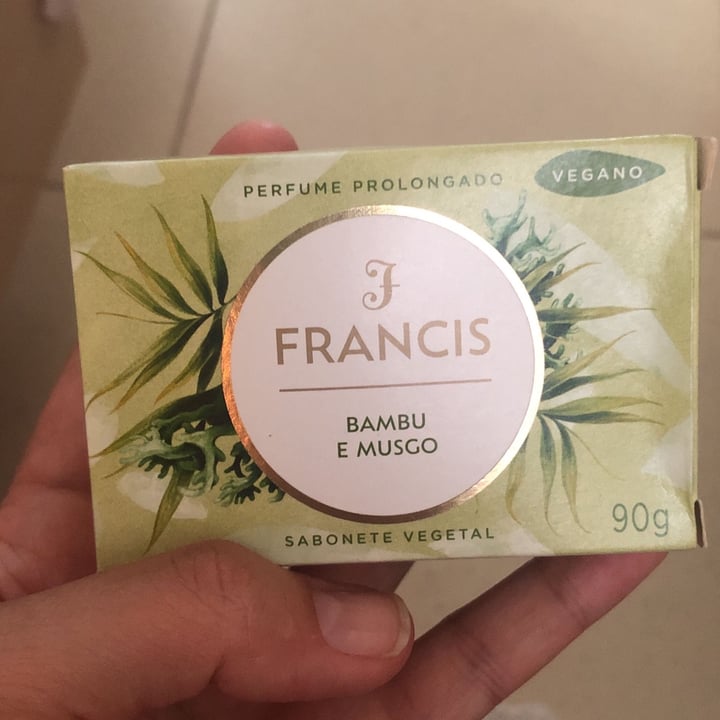 PERFUME PROLONGADO
VEGANO
F
FRANCIS
BAMBU
E MUSGO
SABONETE VEGETAL
90g